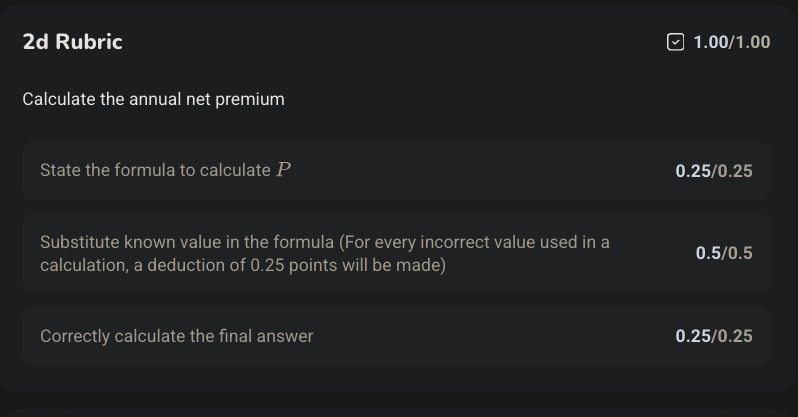 2d Rubric
1.00/1.00
Calculate the annual net premium
State the formula to calculate P
0.25/0.25
Substitute known value in the formula (For every incorrect value used in a
calculation, a deduction of 0.25 points will be made)
0.5/0.5
Correctly calculate the final answer
0.25/0.25